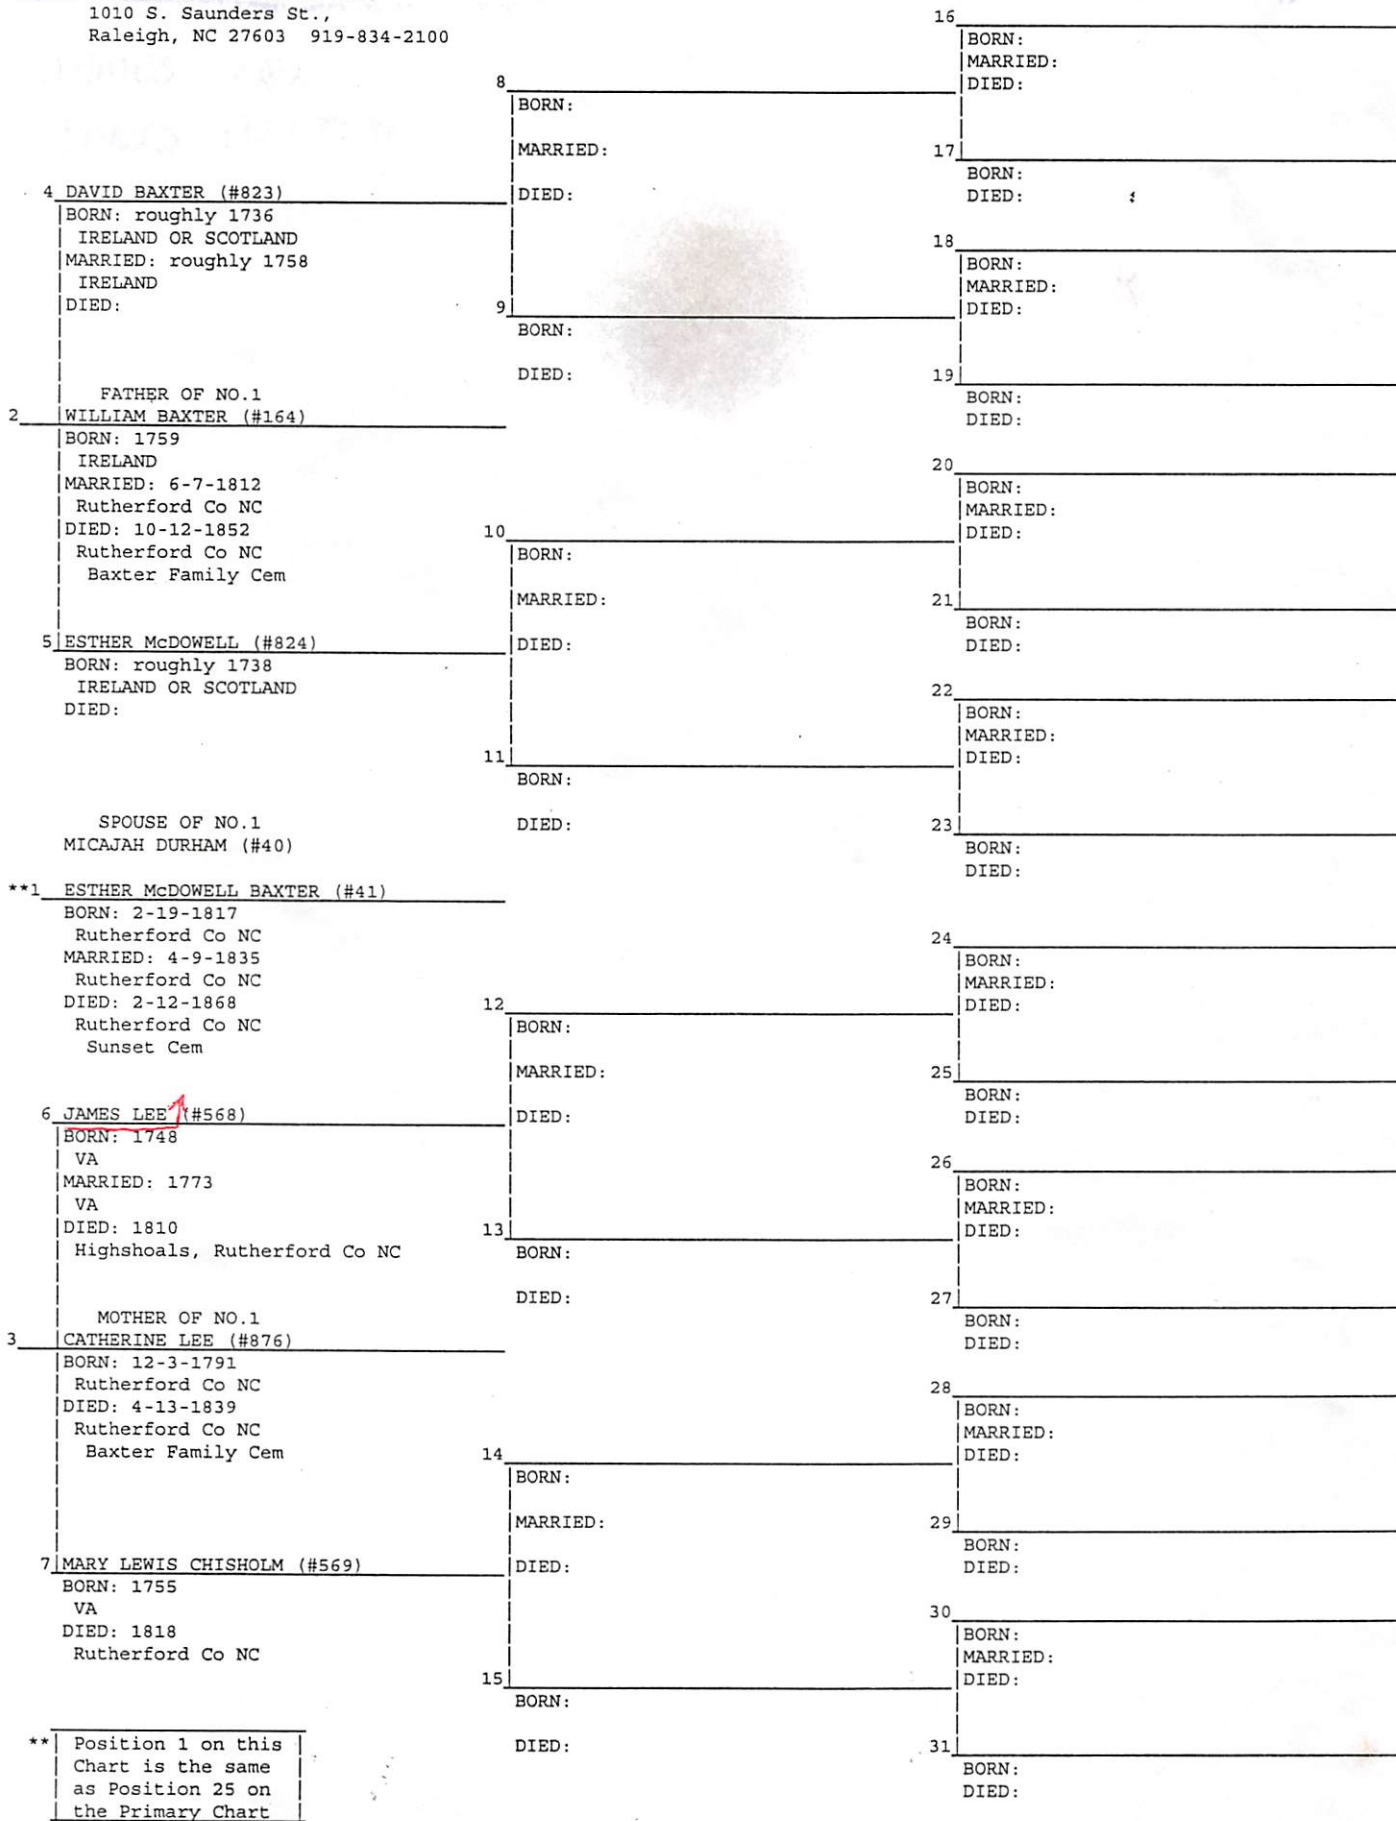 1010 S. Saunders St.,
Raleigh, NC 27603 919-834-2100
4 DAVID BAXTER (#823)
BORN: roughly 1736
IRELAND OR SCOTLAND
MARRIED: roughly 1758
IRELAND
DIED:
FATHER OF NO.1
2 WILLIAM BAXTER (#164)
BORN: 1759
IRELAND
MARRIED: 6-7-1812
Rutherford Co NC
DIED: 10-12-1852
Rutherford Co NC
Baxter Family Cem
5 ESTHER McDOWELL (#824)
BORN: roughly 1738
IRELAND OR SCOTLAND
DIED:
SPOUSE OF NO.1
MICAJAH DURHAM (#40)
**1 ESTHER McDOWELL BAXTER (#41)
BORN: 2-19-1817
Rutherford Co NC
MARRIED: 4-9-1835
Rutherford Co NC
DIED: 2-12-1868
Rutherford Co NC
Sunset Cem
6 JAMES LEE (#568)
BORN: 1748
VA
MARRIED: 1773
VA
DIED: 1810
Highshoals, Rutherford Co NC
MOTHER OF NO.1
3 CATHERINE LEE (#876)
BORN: 12-3-1791
Rutherford Co NC
DIED: 4-13-1839
Rutherford Co NC
Baxter Family Cem
7 MARY LEWIS CHISHOLM (#569)
BORN: 1755
VA
DIED: 1818
Rutherford Co NC
** Position 1 on this
Chart is the same
as Position 25 on
the Primary Chart
8
BORN:
MARRIED:
DIED:
9
BORN:
DIED:
10
BORN:
MARRIED:
DIED:
11
BORN:
DIED:
12
BORN:
MARRIED:
DIED:
13
BORN:
DIED:
14
BORN:
MARRIED:
DIED:
15
BORN:
DIED:
16
BORN:
MARRIED:
DIED:
17
BORN:
DIED:
18
BORN:
MARRIED:
DIED:
19
BORN:
DIED:
20
BORN:
MARRIED:
DIED:
21
BORN:
DIED:
22
BORN:
MARRIED:
DIED:
23
BORN:
DIED:
24
BORN:
MARRIED:
DIED:
25
BORN:
DIED:
26
BORN:
MARRIED:
DIED:
27
BORN:
DIED:
28
BORN:
MARRIED:
DIED:
29
BORN:
DIED:
30
BORN:
MARRIED:
DIED:
31
BORN:
DIED: